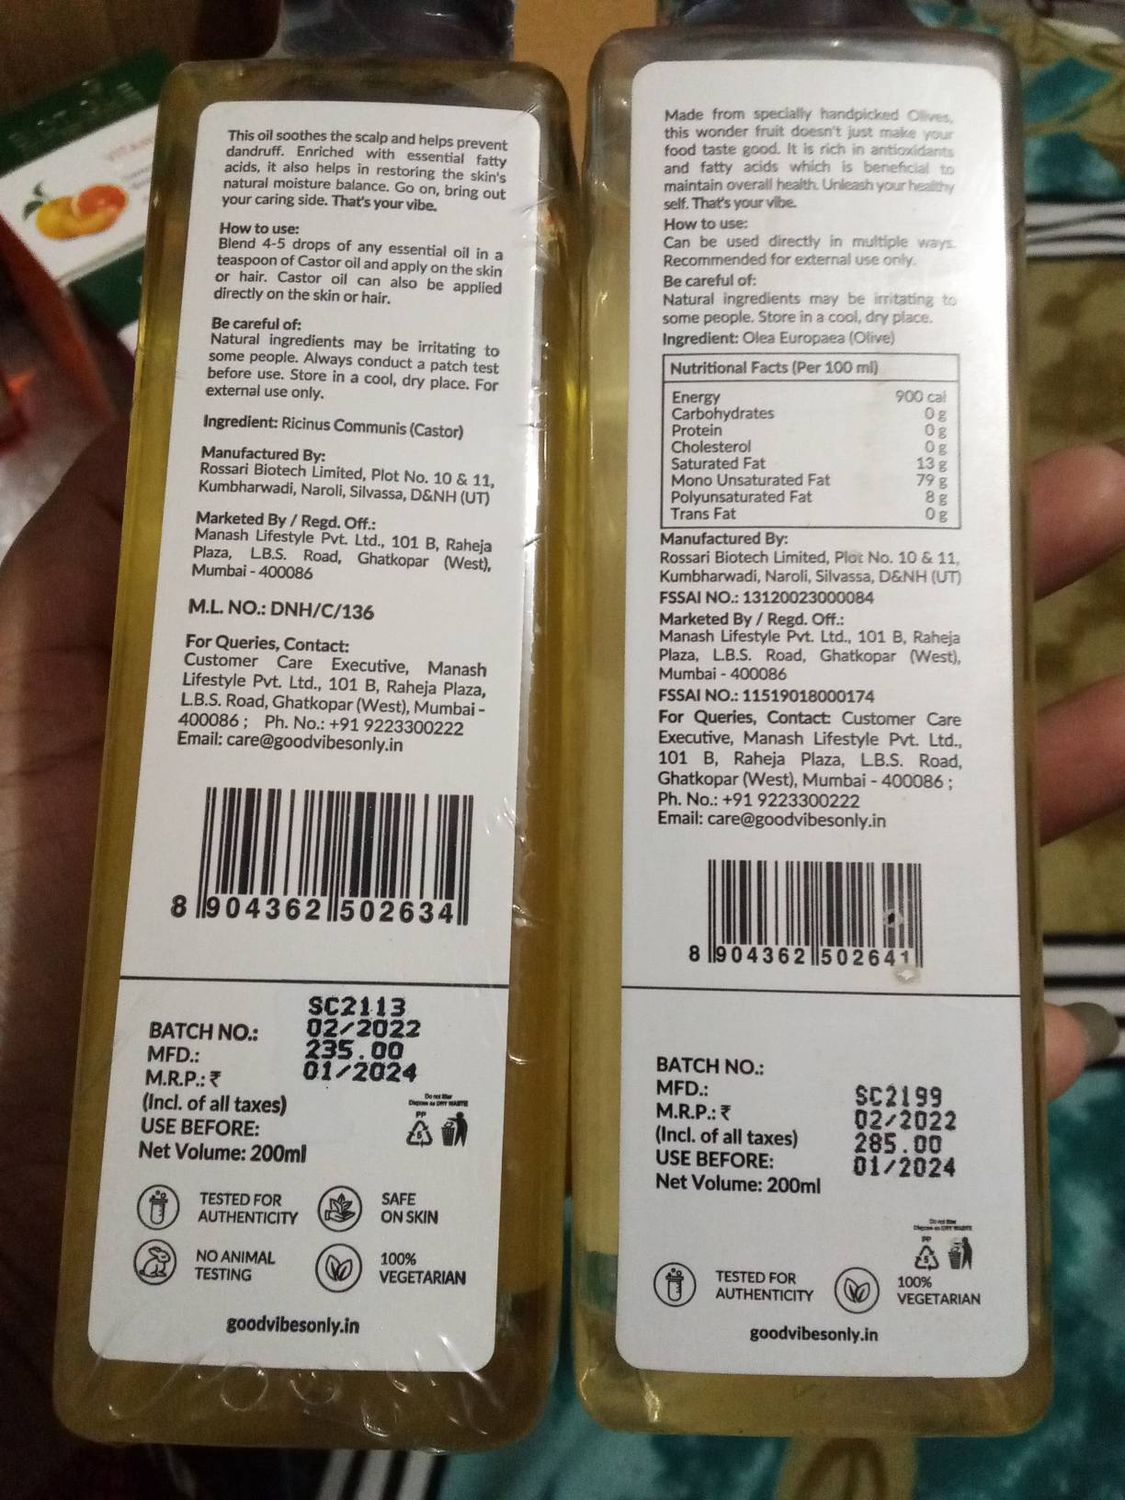 This oil soothes the scalp and helps prevent
dandruff. Enriched with essential fatty
acids, it also helps in restoring the skin's
natural moisture balance. Go on, bring out
your caring side. That's your vibe.
How to use:
Blend 4-5 drops of any essential oil in a
teaspoon of Castor oil and apply on the skin
or hair. Castor oil can also be applied
directly on the skin or hair.
Be careful of:
Natural ingredients may be irritating to
some people. Always conduct a patch test
before use. Store in a cool, dry place. For
external use only.
Ingredient: Ricinus Communis (Castor)
Manufactured By:
Rossari Biotech Limited, Plot No. 10 & 11,
Kumbharwadi, Naroli, Silvassa, D&NH (UT)
Marketed By / Regd. Off.:
Manash Lifestyle Pvt. Ltd., 101 B, Raheja
Plaza, L.B.S. Road, Ghatkopar (West),
Mumbai - 400086
M.L. NO.: DNH/C/136
For Queries, Contact:
Customer Care Executive, Manash
Lifestyle Pvt. Ltd., 101 B, Raheja Plaza,
L.B.S. Road, Ghatkopar (West), Mumbai -
400086 ; Ph. No.: +91 9223300222
Email: care@goodvibesonly.in
8 904362 502634
BATCH NO.: SC2113
MFD.: 02/2022
M.R.P.: ₹ 235.00
(Incl. of all taxes)
USE BEFORE: 01/2024
Net Volume: 200ml
Do not litter
Dispose as DRY WASTE
PP
5
TESTED FOR
AUTHENTICITY
SAFE
ON SKIN
NO ANIMAL
TESTING
100%
VEGETARIAN
goodvibesonly.in
Made from specially handpicked Olives,
this wonder fruit doesn't just make your
food taste good. It is rich in antioxidants
and fatty acids which is beneficial to
maintain overall health. Unleash your healthy
self. That's your vibe.
How to use:
Can be used directly in multiple ways.
Recommended for external use only.
Be careful of:
Natural ingredients may be irritating to
some people. Store in a cool, dry place.
Ingredient: Olea Europaea (Olive)
Nutritional Facts (Per 100 ml)
Energy 900 cal
Carbohydrates 0 g
Protein 0 g
Cholesterol 0 g
Saturated Fat 13 g
Mono Unsaturated Fat 79 g
Polyunsaturated Fat 8 g
Trans Fat 0 g
Manufactured By:
Rossari Biotech Limited, Plot No. 10 & 11,
Kumbharwadi, Naroli, Silvassa, D&NH (UT)
FSSAI NO.: 13120023000084
Marketed By / Regd. Off.:
Manash Lifestyle Pvt. Ltd., 101 B, Raheja
Plaza, L.B.S. Road, Ghatkopar (West),
Mumbai - 400086
FSSAI NO.: 11519018000174
For Queries, Contact: Customer Care
Executive, Manash Lifestyle Pvt. Ltd.,
101 B, Raheja Plaza, L.B.S. Road,
Ghatkopar (West), Mumbai - 400086 ;
Ph. No.: +91 9223300222
Email: care@goodvibesonly.in
8 904362 502641
BATCH NO.: SC2199
MFD.: 02/2022
M.R.P.: ₹ 285.00
(Incl. of all taxes)
USE BEFORE: 01/2024
Net Volume: 200ml
Do not litter
Dispose as DRY WASTE
PP
5
TESTED FOR
AUTHENTICITY
100%
VEGETARIAN
goodvibesonly.in